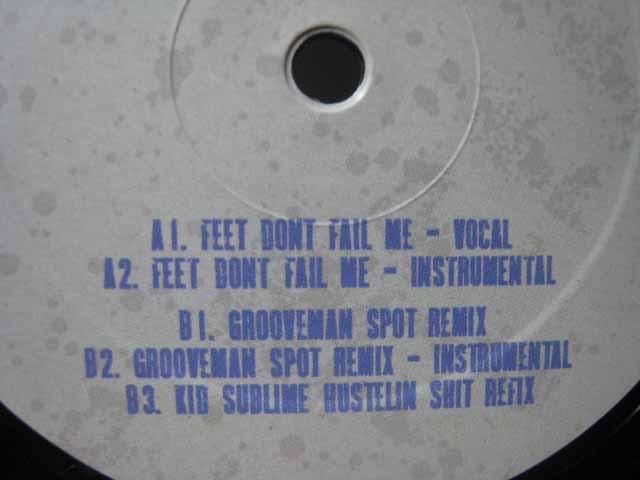 A1. FEET DONT FAIL ME - VOCAL
A2. FEET DONT FAIL ME - INSTRUMENTAL
B1. GROOVEMAN SPOT REMIX
B2. GROOVEMAN SPOT REMIX - INSTRUMENTAL
B3. KID SUBLIME HUSTELIN SHIT REFIX